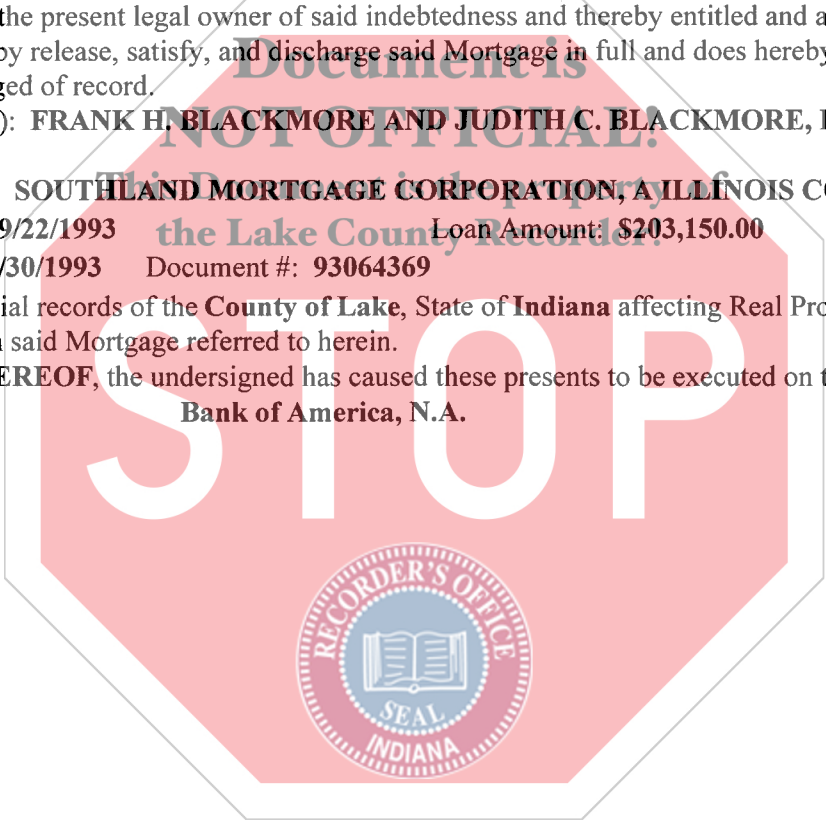 the present legal owner of said indebtedness and thereby entitled and a
by release, satisfy, and discharge said Mortgage in full and does hereby
ged of record.
): FRANK H. BLACKMORE AND JUDITH C. BLACKMORE,
SOUTHLAND MORTGAGE CORPORATION, A ILLINOIS CO
9/22/1993 Loan Amount: $203,150.00
/30/1993 Document #: 93064369
ial records of the County of Lake, State of Indiana affecting Real Pro
said Mortgage referred to herein.
EREOF, the undersigned has caused these presents to be executed on
Bank of America, N.A.
Document is
NOT OFFICIAL!
This Document is the property of
the Lake County Recorder!
STOP
RECORDER'S OFFICE
SEAL
INDIANA